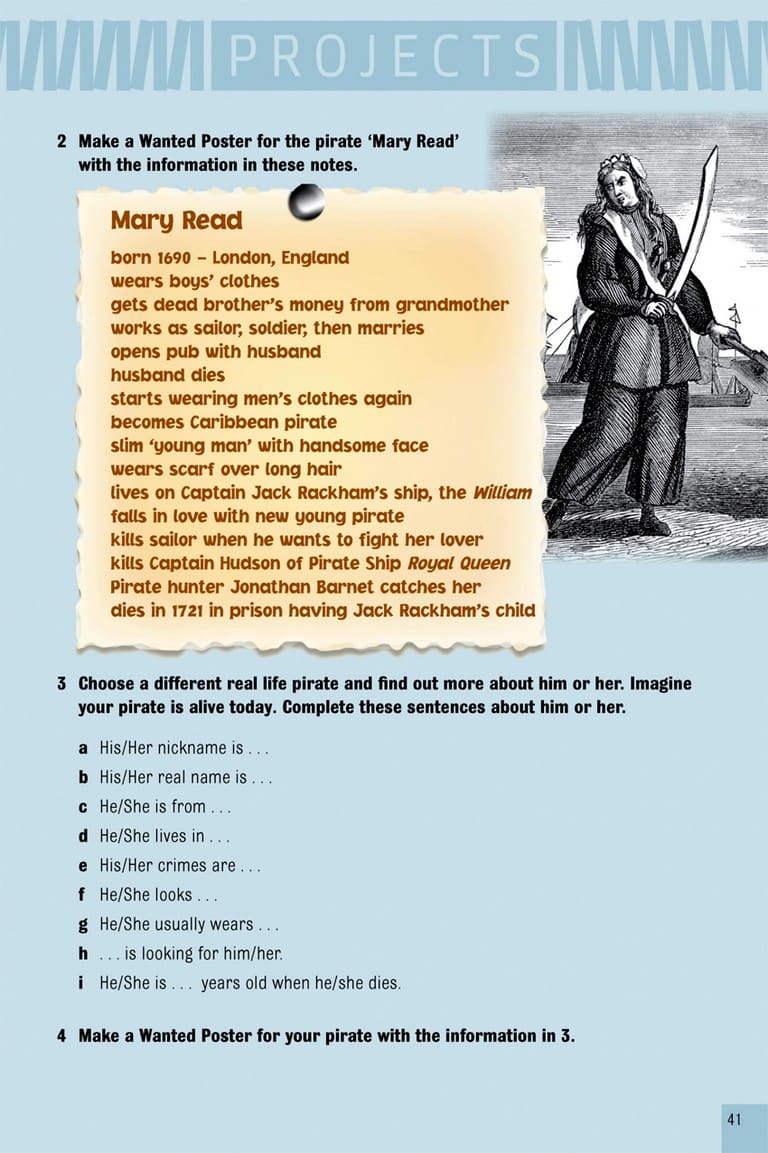 PROJECTS
2 Make a Wanted Poster for the pirate ‘Mary Read’
with the information in these notes.
Mary Read
born 1690 – London, England
wears boys’ clothes
gets dead brother’s money from grandmother
works as sailor, soldier, then marries
opens pub with husband
husband dies
starts wearing men’s clothes again
becomes Caribbean pirate
slim ‘young man’ with handsome face
wears scarf over long hair
lives on Captain Jack Rackham’s ship, the William
falls in love with new young pirate
kills sailor when he wants to fight her lover
kills Captain Hudson of Pirate Ship Royal Queen
Pirate hunter Jonathan Barnet catches her
dies in 1721 in prison having Jack Rackham’s child
3 Choose a different real life pirate and find out more about him or her. Imagine
your pirate is alive today. Complete these sentences about him or her.
a His/Her nickname is . . .
b His/Her real name is . . .
c He/She is from . . .
d He/She lives in . . .
e His/Her crimes are . . .
f He/She looks . . .
g He/She usually wears . . .
h . . . is looking for him/her.
i He/She is . . . years old when he/she dies.
4 Make a Wanted Poster for your pirate with the information in 3.
41